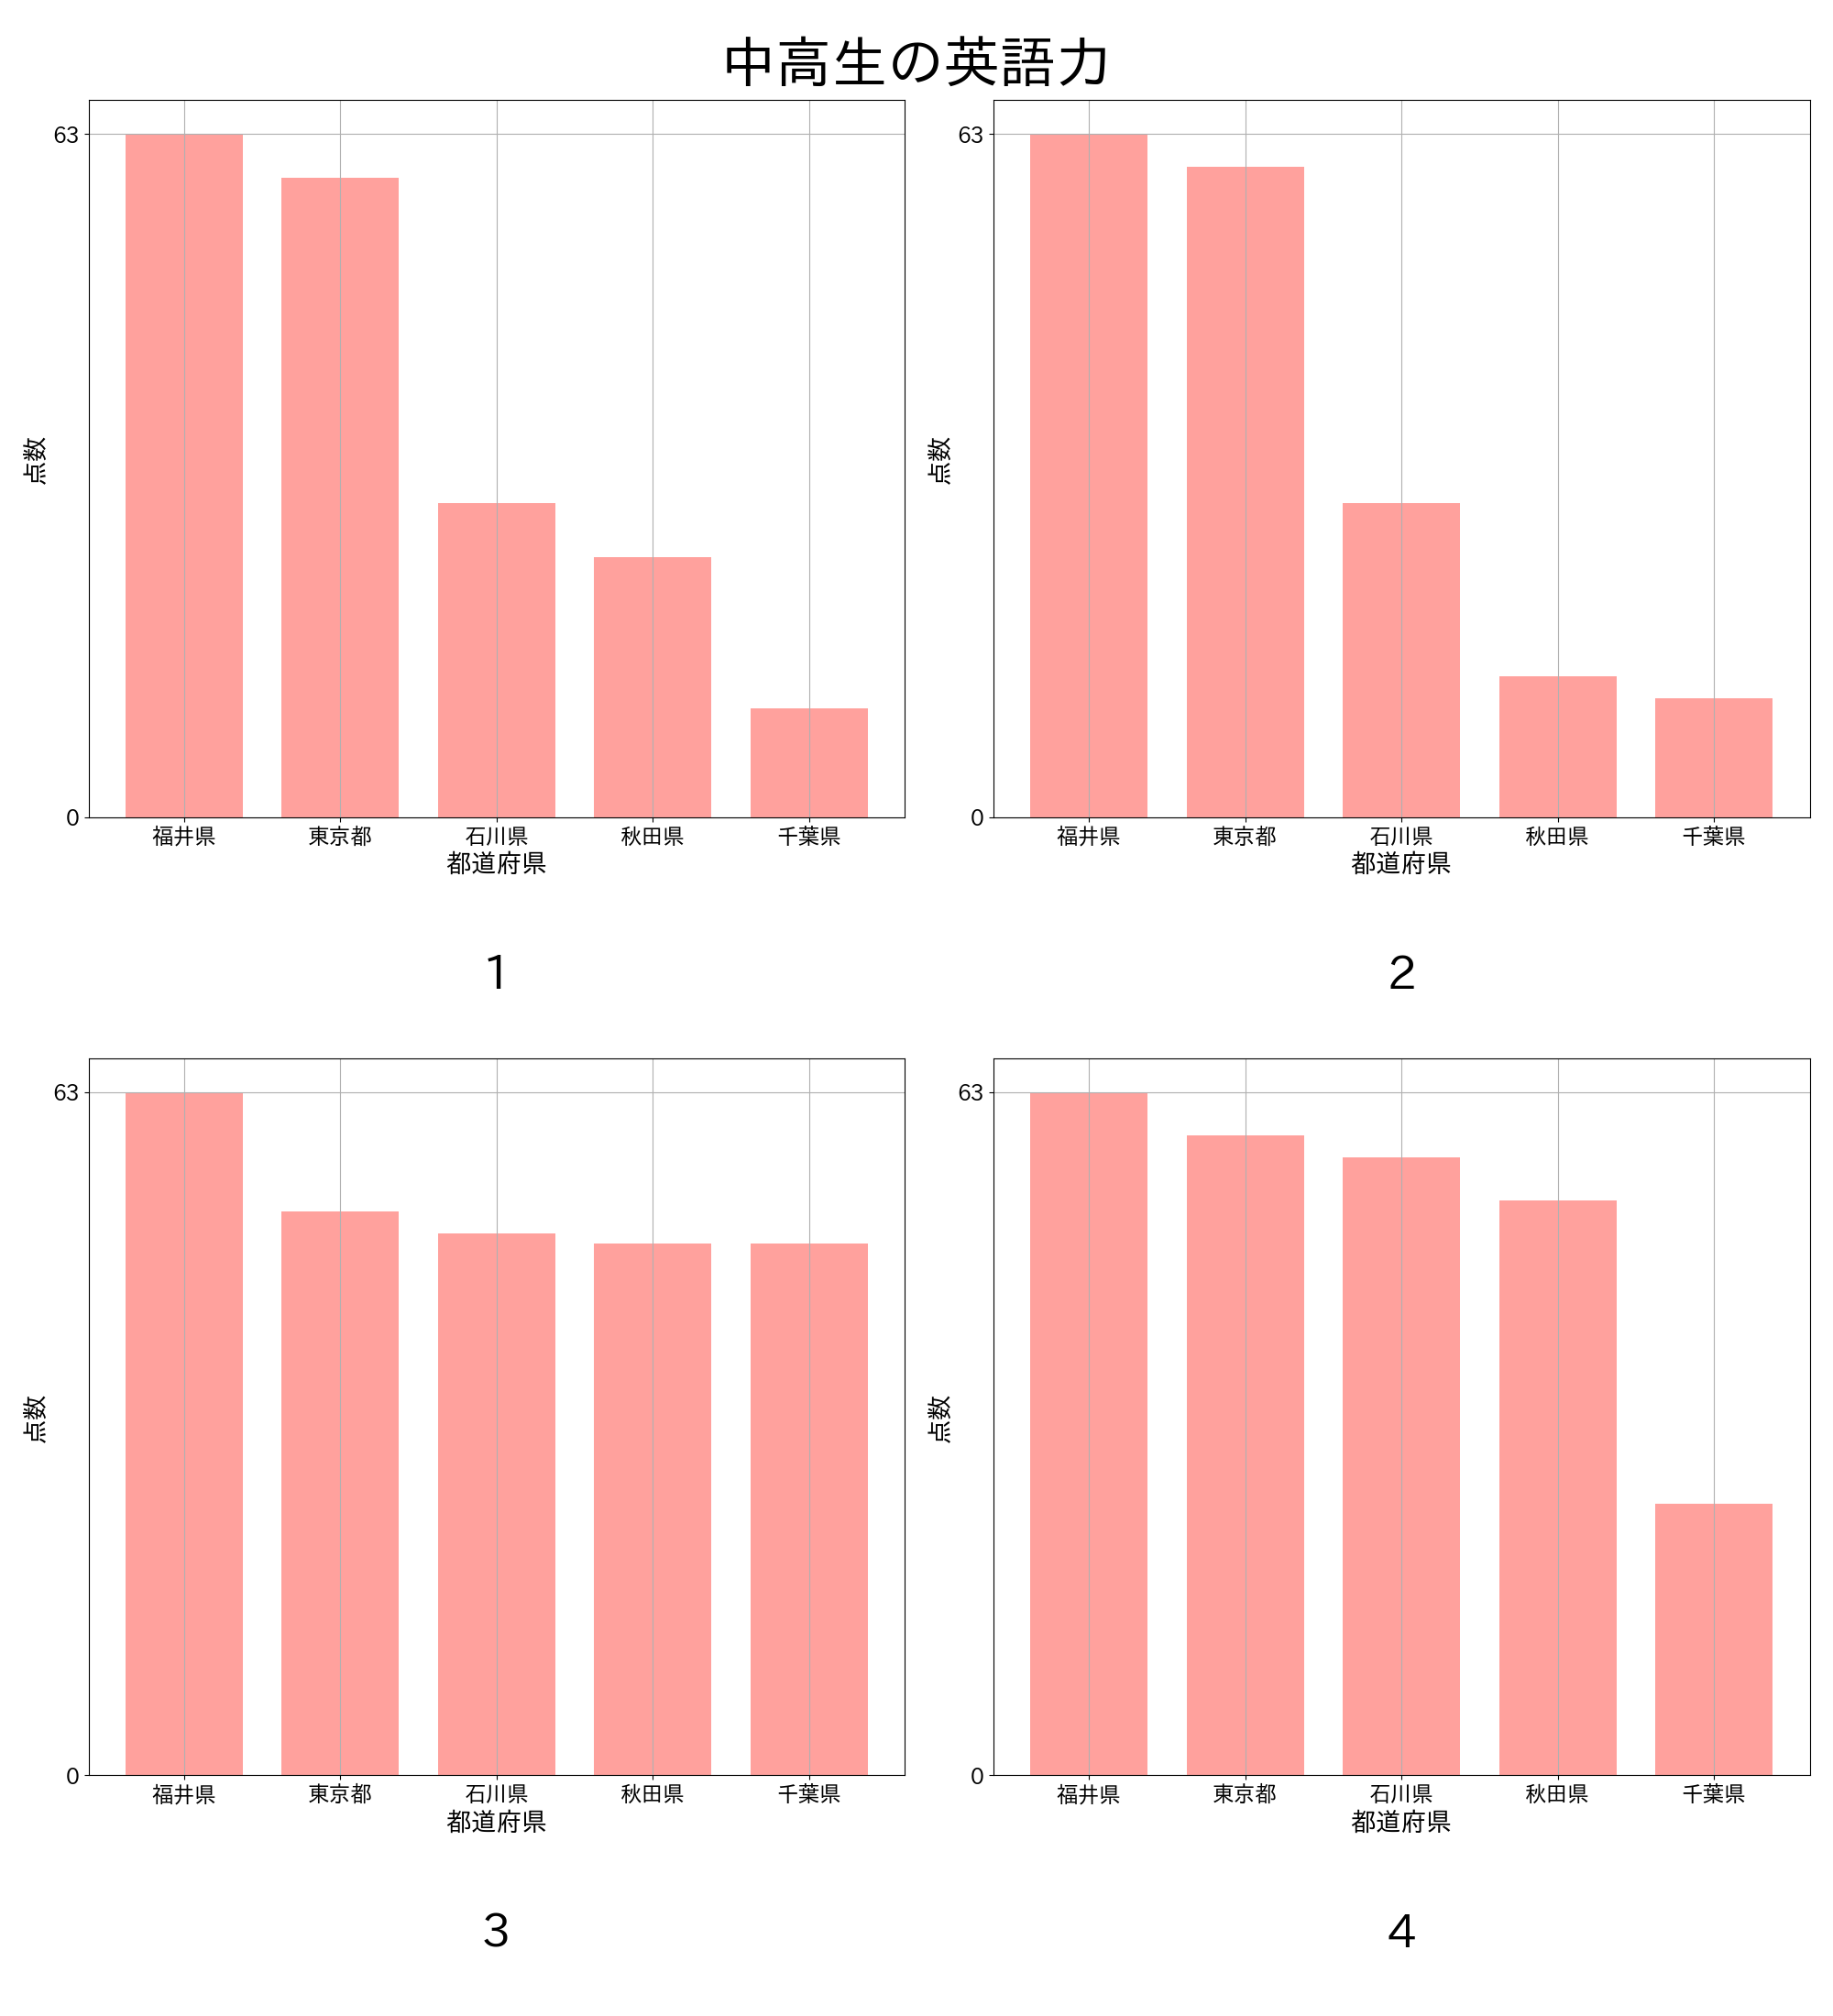 中高生の英語力
63
点数
0
福井県 東京都 石川県 秋田県 千葉県
都道府県
1
63
点数
0
福井県 東京都 石川県 秋田県 千葉県
都道府県
2
63
点数
0
福井県 東京都 石川県 秋田県 千葉県
都道府県
3
63
点数
0
福井県 東京都 石川県 秋田県 千葉県
都道府県
4